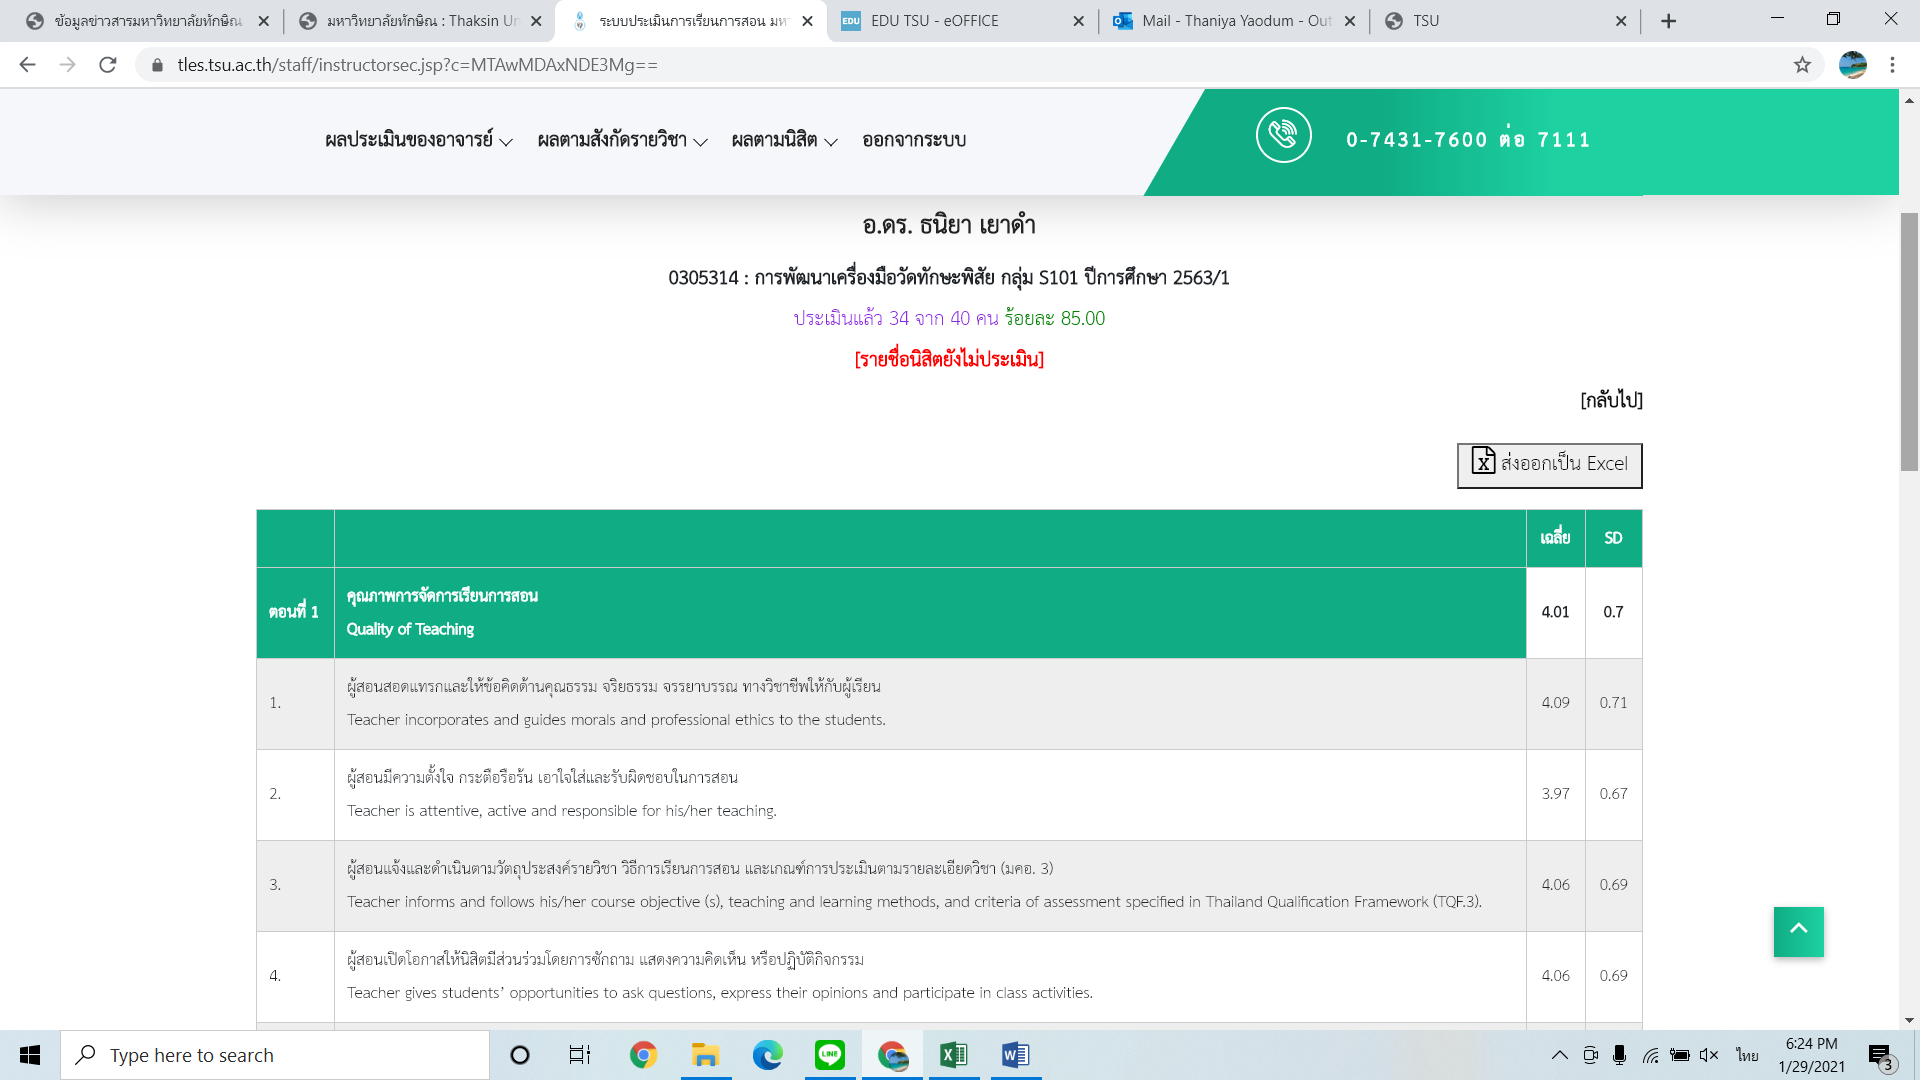 ข้อมูลข่าวสารมหาวิทยาลัยทักษิณ
มหาวิทยาลัยทักษิณ : Thaksin Un
ระบบประเมินการเรียนการสอน มห
EDU TSU - eOFFICE
Mail - Thaniya Yaodum - Out
TSU
tles.tsu.ac.th/staff/instructorsec.jsp?c=MTAwMDAxNDE3Mg==
ผลประเมินของอาจารย์ ผลตามสังกัดรายวิชา ผลตามนิสิต ออกจากระบบ
0-7431-7600 ต่อ 7111
อ.ดร. ธนิยา เยาดำ
0305314 : การพัฒนาเครื่องมือวัดทักษะพิสัย กลุ่ม S101 ปีการศึกษา 2563/1
ประเมินแล้ว 34 จาก 40 คน ร้อยละ 85.00
[รายชื่อนิสิตยังไม่ประเมิน]
[กลับไป]
ส่งออกเป็น Excel
เฉลี่ย SD
ตอนที่ 1 คุณภาพการจัดการเรียนการสอน
Quality of Teaching 4.01 0.7
1. ผู้สอนสอดแทรกและให้ข้อคิดด้านคุณธรรม จริยธรรม จรรยาบรรณ ทางวิชาชีพให้กับผู้เรียน
Teacher incorporates and guides morals and professional ethics to the students. 4.09 0.71
2. ผู้สอนมีความตั้งใจ กระตือรือร้น เอาใจใส่และรับผิดชอบในการสอน
Teacher is attentive, active and responsible for his/her teaching. 3.97 0.67
3. ผู้สอนแจ้งและดำเนินตามวัตถุประสงค์รายวิชา วิธีการเรียนการสอน และเกณฑ์การประเมินตามรายละเอียดวิชา (มคอ. 3)
Teacher informs and follows his/her course objective (s), teaching and learning methods, and criteria of assessment specified in Thailand Qualification Framework (TQF.3). 4.06 0.69
4. ผู้สอนเปิดโอกาสให้นิสิตมีส่วนร่วมโดยการซักถาม แสดงความคิดเห็น หรือปฏิบัติกิจกรรม
Teacher gives students’ opportunities to ask questions, express their opinions and participate in class activities. 4.06 0.69
Type here to search
ไทย
6:24 PM
1/29/2021
3